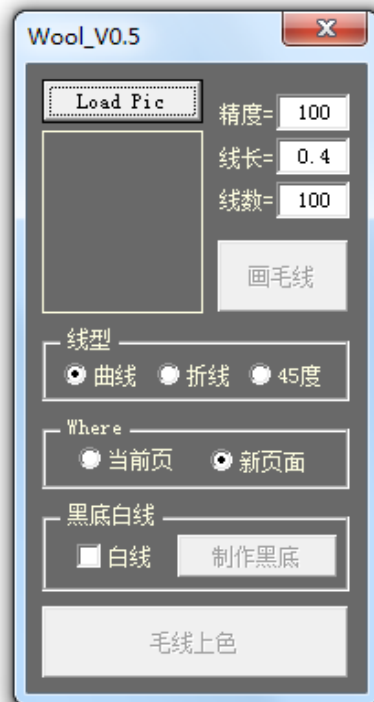 Wool_V0.5
Load Pic
精度= 100
线长= 0.4
线数= 100
画毛线
线型
曲线 折线 45度
Where
当前页 新页面
黑底白线
白线 制作黑底
毛线上色